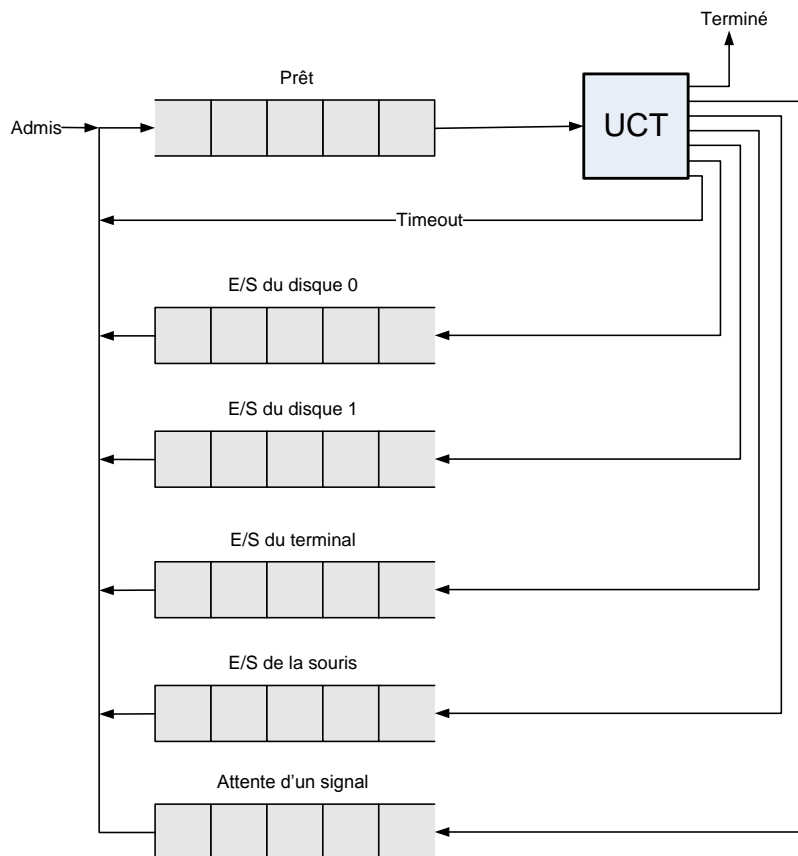 Terminé
Prêt
Admis
UCT
Timeout
E/S du disque 0
E/S du disque 1
E/S du terminal
E/S de la souris
Attente d'un signal